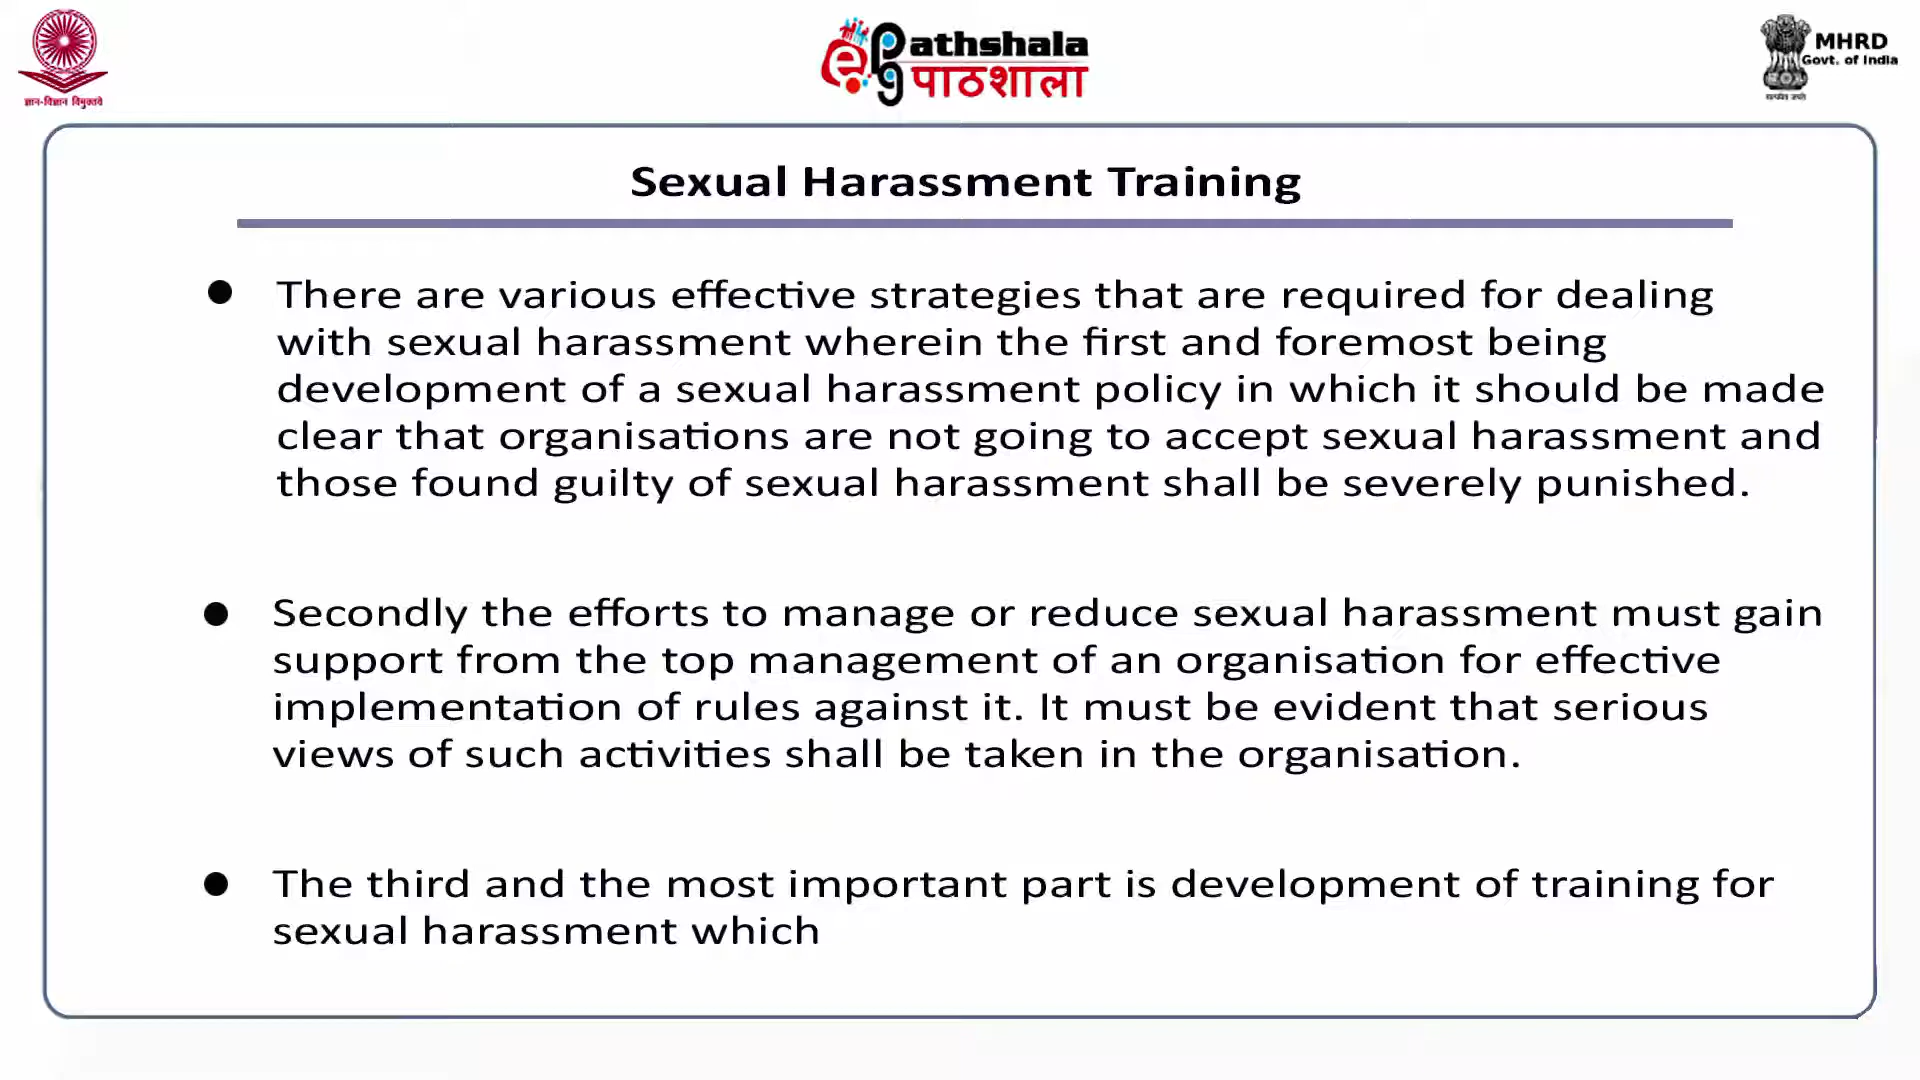 ज्ञान-विज्ञान विमुक्तये
e
pg
athshala
पाठशाला
MHRD
Govt. of India
सत्यमेव जयते
Sexual Harassment Training
● There are various effective strategies that are required for dealing
with sexual harassment wherein the first and foremost being
development of a sexual harassment policy in which it should be made
clear that organisations are not going to accept sexual harassment and
those found guilty of sexual harassment shall be severely punished.
● Secondly the efforts to manage or reduce sexual harassment must gain
support from the top management of an organisation for effective
implementation of rules against it. It must be evident that serious
views of such activities shall be taken in the organisation.
● The third and the most important part is development of training for
sexual harassment which